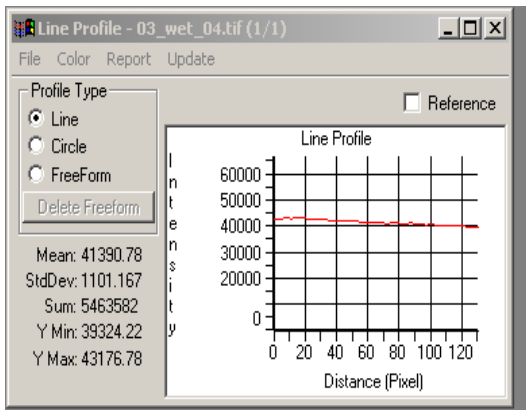 Line Profile - 03_wet_04.tif (1/1)
File Color Report Update
Profile Type
Line
Circle
FreeForm
Delete Freeform
Mean: 41390.78
StdDev: 1101.167
Sum: 5463582
Y Min: 39324.22
Y Max: 43176.78
Reference
Line Profile
Intensity
60000
50000
40000
30000
20000
0
0 20 40 60 80 100 120
Distance (Pixel)